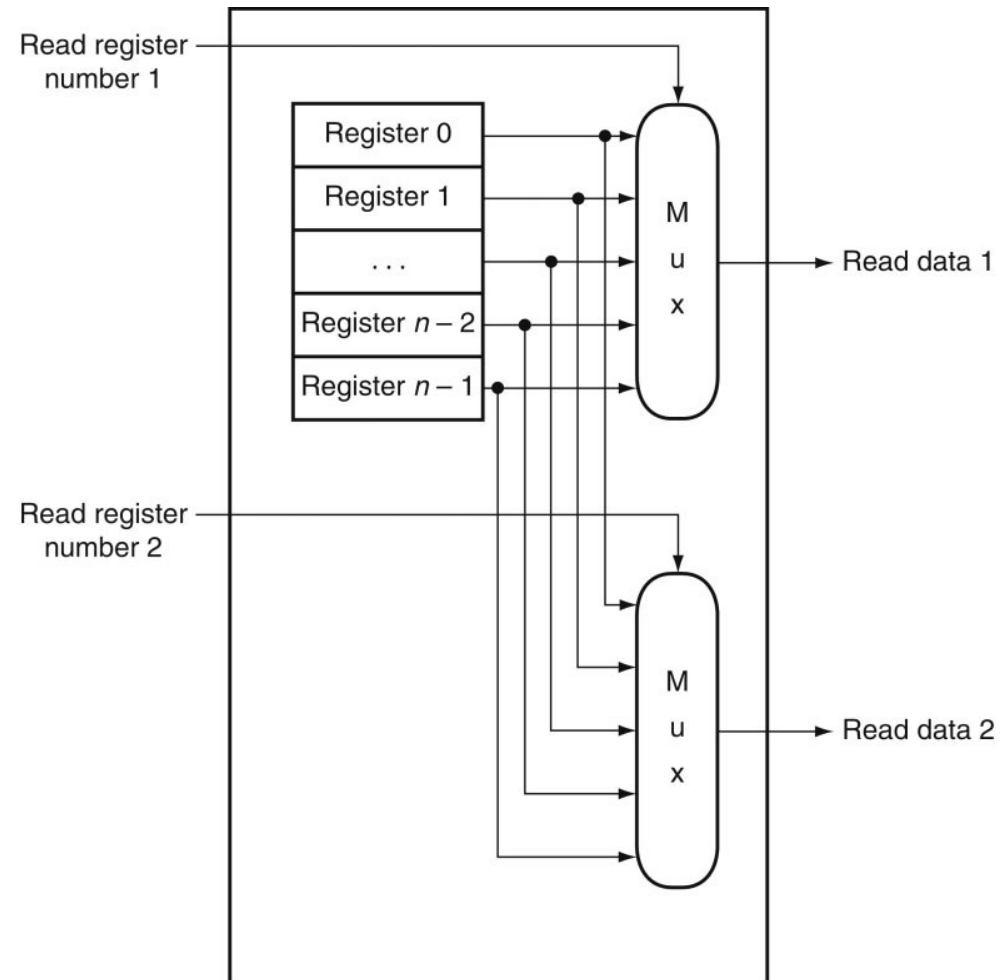 Read register
number 1
Register 0
Register 1
. . .
Register n – 2
Register n – 1
M
u
x
Read data 1
Read register
number 2
M
u
x
Read data 2